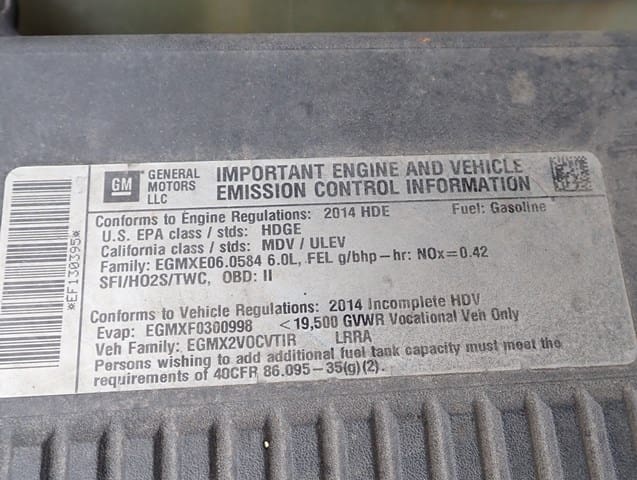 GM
GENERAL
MOTORS
LLC
IMPORTANT ENGINE AND VEHICLE
EMISSION CONTROL INFORMATION
Conforms to Engine Regulations: 2014 HDE Fuel: Gasoline
U.S. EPA class / stds: HDGE
California class / stds: MDV / ULEV
Family: EGMXE06.0584 6.0L, FEL g/bhp-hr: NOx=0.42
SFI/HO2S/TWC, OBD: II
Conforms to Vehicle Regulations: 2014 Incomplete HDV
Evap: EGMXF0300998 <19,500 GVWR Vocational Veh Only
Veh Family: EGMX2VOCVTIR LRRA
Persons wishing to add additional fuel tank capacity must meet the
requirements of 40CFR 86.095-35(g)(2).
*EF130395*